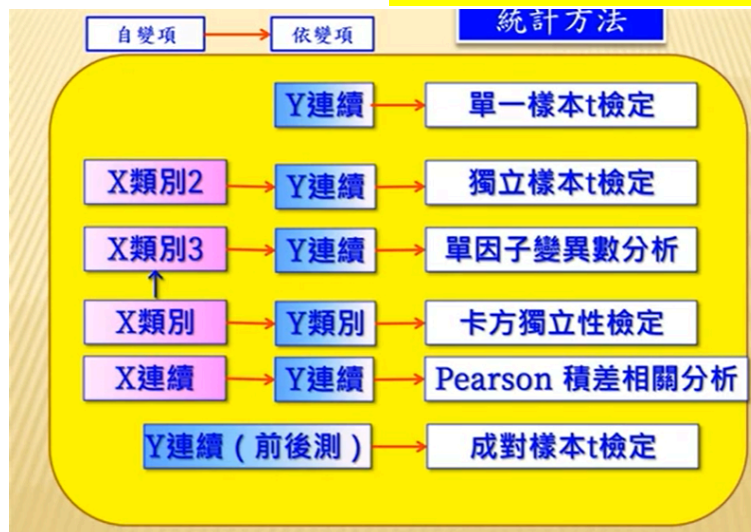 自變項 依變項 統計方法
Y連續 單一樣本t檢定
X類別2 Y連續 獨立樣本t檢定
X類別3 Y連續 單因子變異數分析
X類別 Y類別 卡方獨立性檢定
X連續 Y連續 Pearson 積差相關分析
Y連續（前後測） 成對樣本t檢定